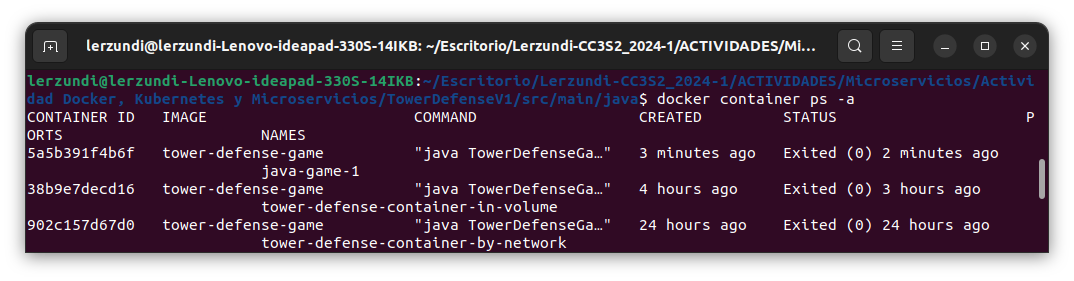 lerzundi@lerzundi-Lenovo-ideapad-330S-14IKB: ~/Escritorio/Lerzundi-CC3S2_2024-1/ACTIVIDADES/Mi...
lerzundi@lerzundi-Lenovo-ideapad-330S-14IKB:~/Escritorio/Lerzundi-CC3S2_2024-1/ACTIVIDADES/Microservicios/Activi
dad Docker, Kubernetes y Microservicios/TowerDefenseV1/src/main/java$ docker container ps -a
CONTAINER ID   IMAGE                COMMAND                  CREATED         STATUS                     P
ORTS                      NAMES
5a5b391f4b6f   tower-defense-game   "java TowerDefenseGa…"   3 minutes ago   Exited (0) 2 minutes ago
                          java-game-1
38b9e7decd16   tower-defense-game   "java TowerDefenseGa…"   4 hours ago     Exited (0) 3 hours ago
                          tower-defense-container-in-volume
902c157d67d0   tower-defense-game   "java TowerDefenseGa…"   24 hours ago    Exited (0) 24 hours ago
                          tower-defense-container-by-network